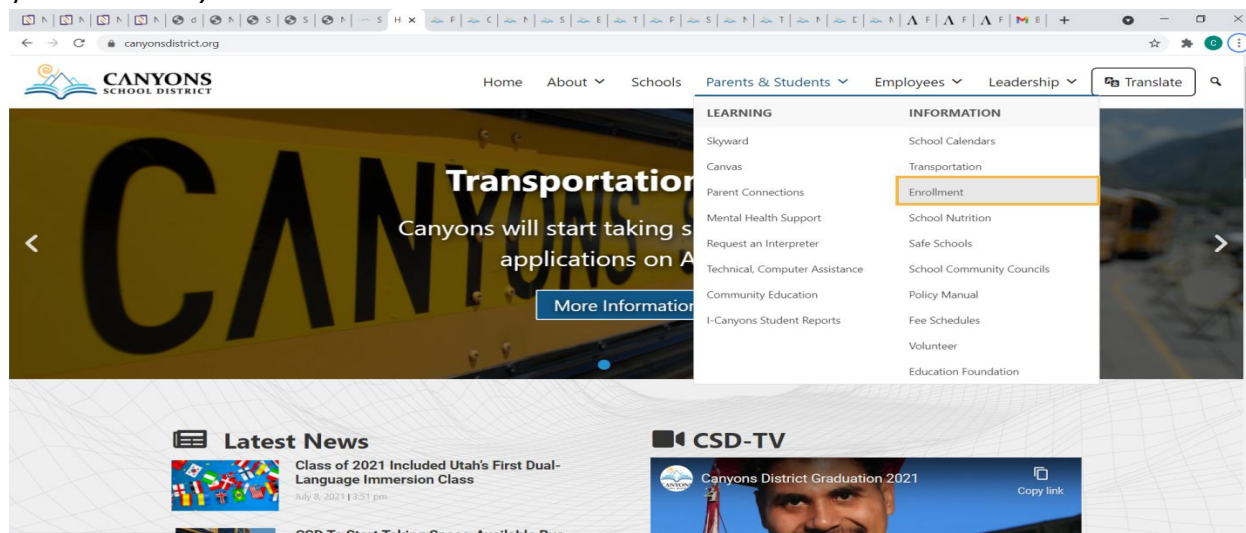 canyonsdistrict.org
CANYONS
SCHOOL DISTRICT
Home About Schools Parents & Students Employees Leadership Translate
LEARNING
Skyward
Canvas
Parent Connections
Mental Health Support
Request an Interpreter
Technical, Computer Assistance
Community Education
I-Canyons Student Reports
INFORMATION
School Calendars
Transportation
Enrollment
School Nutrition
Safe Schools
School Community Councils
Policy Manual
Fee Schedules
Volunteer
Education Foundation
CANYONS
Transportation
Canyons will start taking s
applications on A
More Information
Latest News
Class of 2021 Included Utah's First Dual-
Language Immersion Class
July 8, 2021 | 3:51 pm
CSD-TV
Canyons District Graduation 2021
Copy link